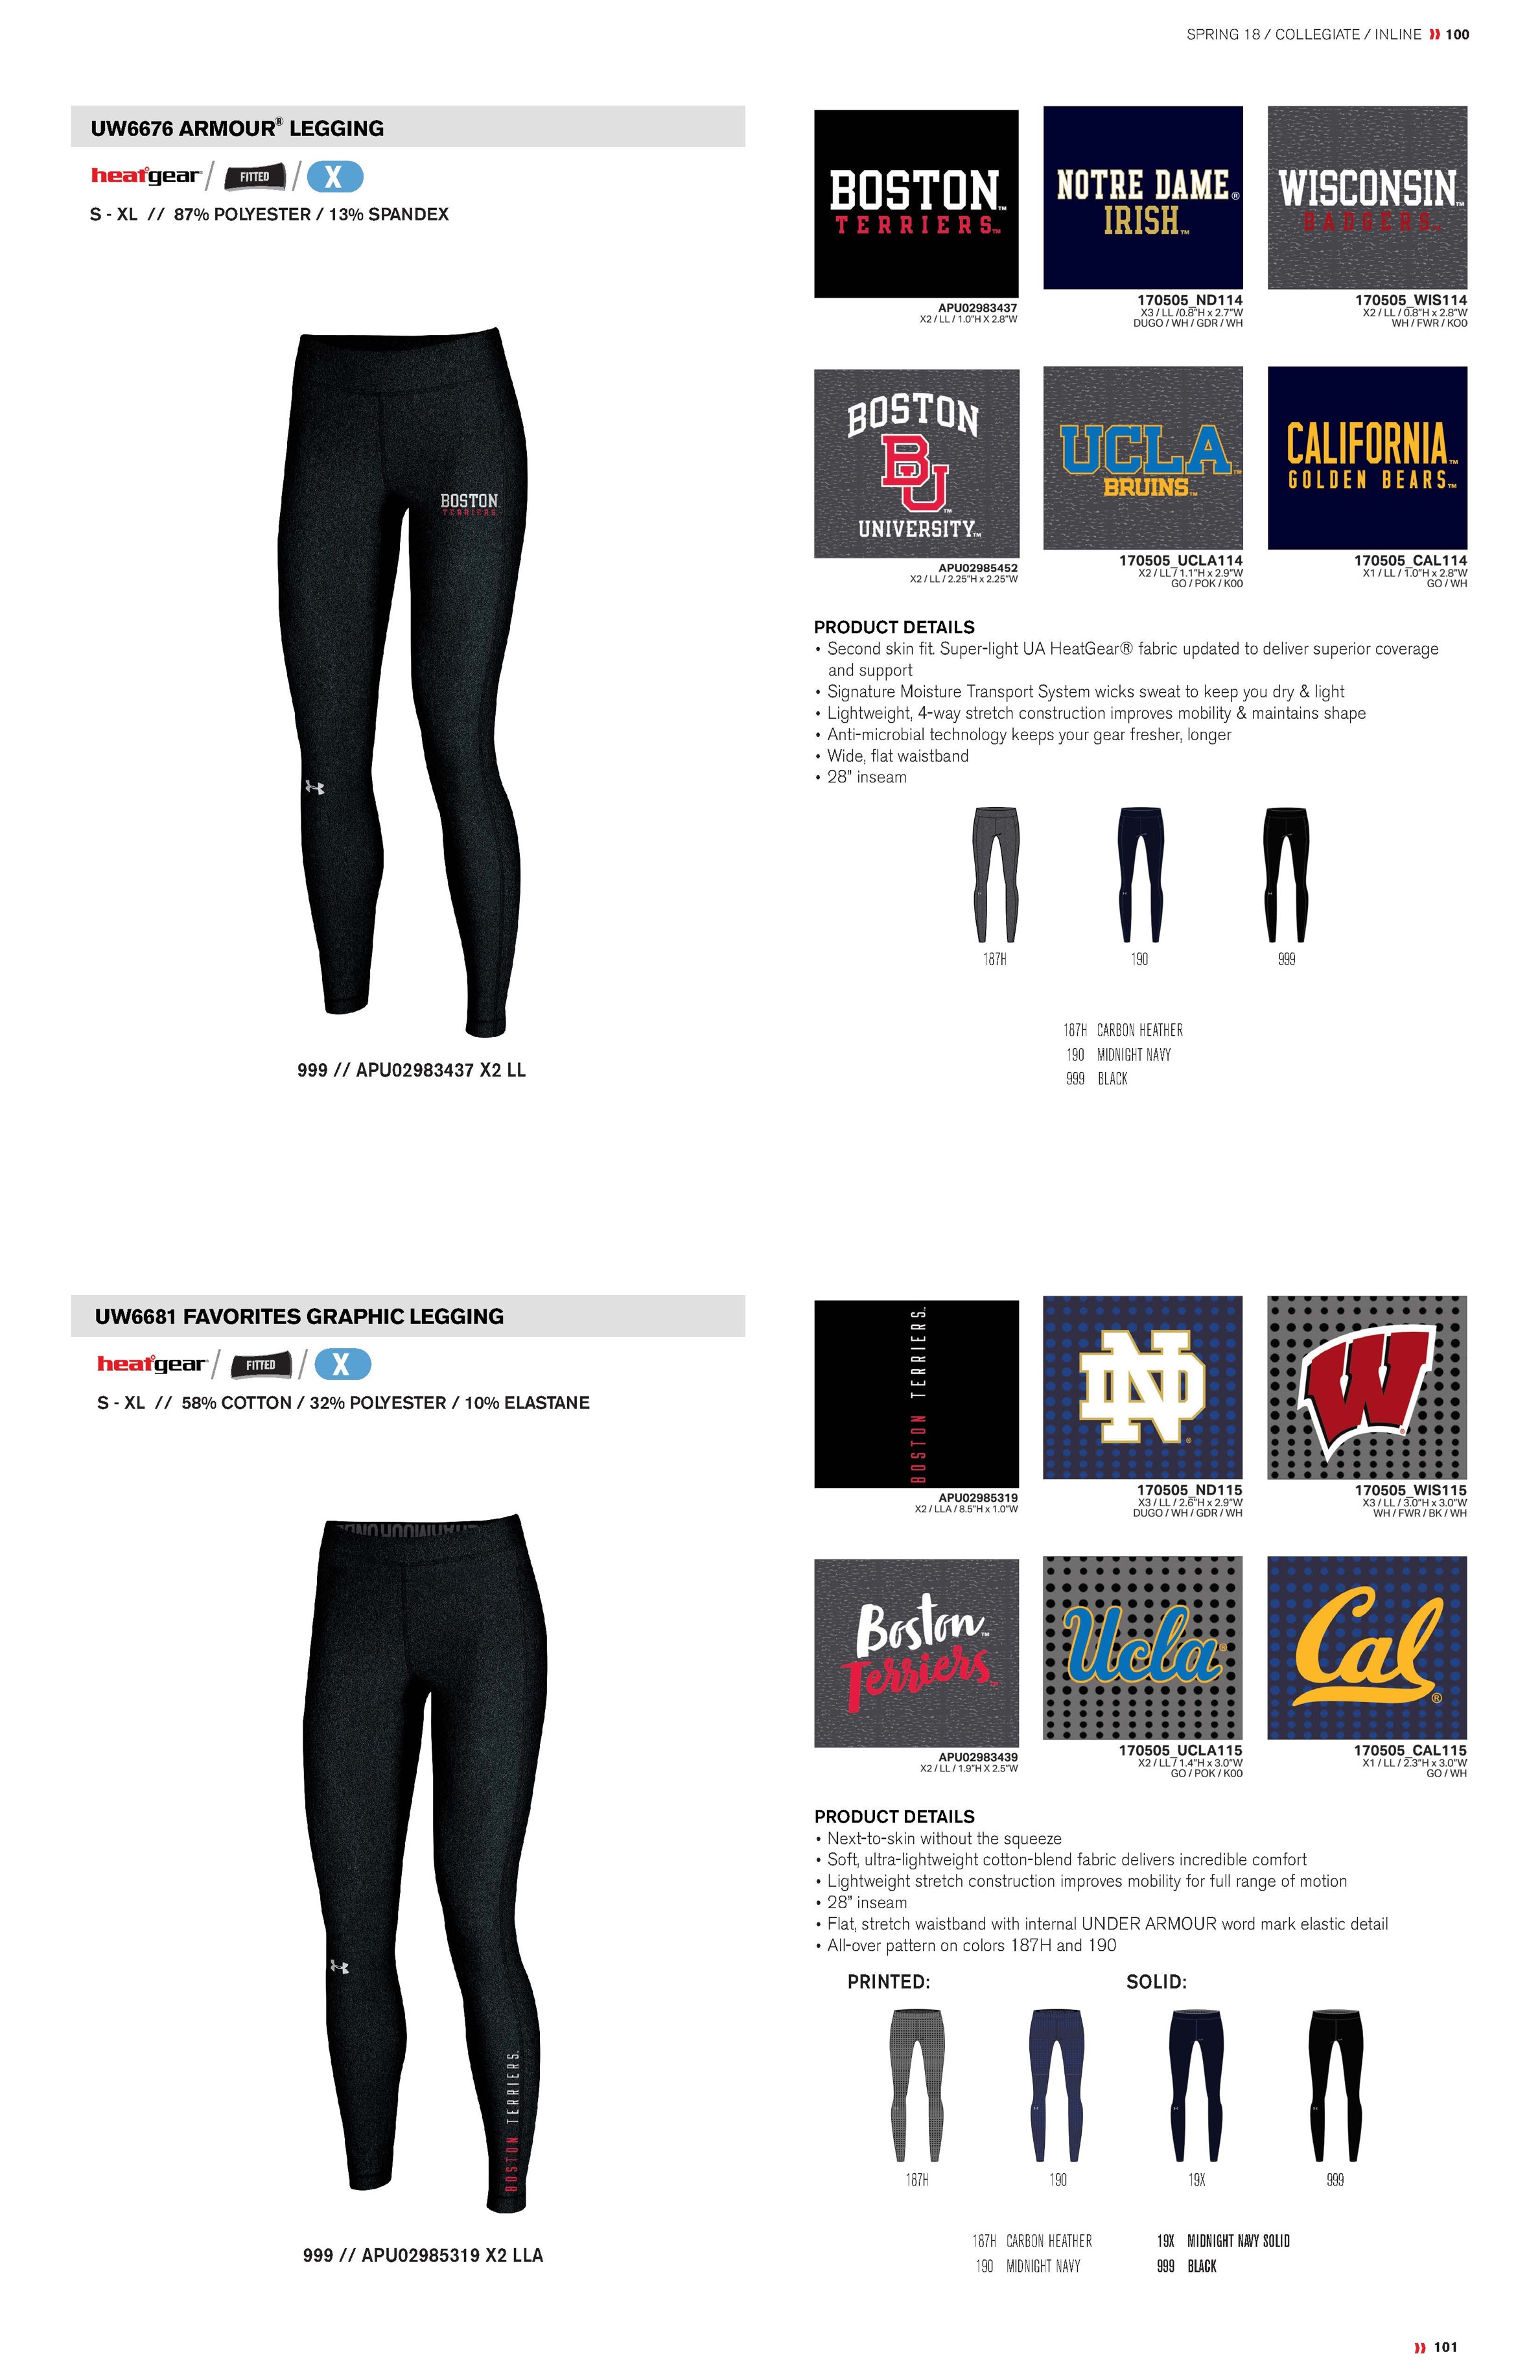 SPRING 18 / COLLEGIATE / INLINE 100
UW6676 ARMOUR® LEGGING
heatgear / FITTED / X
S - XL // 87% POLYESTER / 13% SPANDEX
BOSTON
TERRIERS™
999 // APU02983437 X2 LL
BOSTON™
TERRIERS™
APU02983437
X2 / LL / 1.0"H X 2.8"W
NOTRE DAME®
IRISH™
170505_ND114
X3 / LL /0.8"H x 2.7"W
DUGO / WH / GDR / WH
WISCONSIN™
BADGERS™
170505_WIS114
X2 / LL / 0.8"H x 2.8"W
WH / FWR / K00
BOSTON
BU™
UNIVERSITY™
APU02985452
X2 / LL / 2.25"H x 2.25"W
UCLA™
BRUINS™
170505_UCLA114
X2 / LL / 1.1"H x 2.9"W
GO / POK / K00
CALIFORNIA™
GOLDEN BEARS™
170505_CAL114
X1 / LL / 1.0"H x 2.8"W
GO / WH
PRODUCT DETAILS
• Second skin fit. Super-light UA HeatGear® fabric updated to deliver superior coverage
and support
• Signature Moisture Transport System wicks sweat to keep you dry & light
• Lightweight, 4-way stretch construction improves mobility & maintains shape
• Anti-microbial technology keeps your gear fresher, longer
• Wide, flat waistband
• 28" inseam
187H 190 999
187H CARBON HEATHER
190 MIDNIGHT NAVY
999 BLACK
UW6681 FAVORITES GRAPHIC LEGGING
heatgear / FITTED / X
S - XL // 58% COTTON / 32% POLYESTER / 10% ELASTANE
BOSTON TERRIERS™
999 // APU02985319 X2 LLA
BOSTON TERRIERS™
APU02985319
X2 / LLA / 8.5"H x 1.0"W
ND®
170505_ND115
X3 / LL / 2.6"H x 2.9"W
DUGO / WH / GDR / WH
W®
170505_WIS115
X3 / LL / 3.0"H x 3.0"W
WH / FWR / BK / WH
Boston™
Terriers™
APU02983439
X2 / LL / 1.9"H X 2.5"W
Ucla®
170505_UCLA115
X2 / LL / 1.4"H x 3.0"W
GO / POK / K00
Cal®
170505_CAL115
X1 / LL / 2.3"H x 3.0"W
GO / WH
PRODUCT DETAILS
• Next-to-skin without the squeeze
• Soft, ultra-lightweight cotton-blend fabric delivers incredible comfort
• Lightweight stretch construction improves mobility for full range of motion
• 28" inseam
• Flat, stretch waistband with internal UNDER ARMOUR word mark elastic detail
• All-over pattern on colors 187H and 190
PRINTED: SOLID:
187H 190 19X 999
187H CARBON HEATHER
190 MIDNIGHT NAVY
19X MIDNIGHT NAVY SOLID
999 BLACK
101